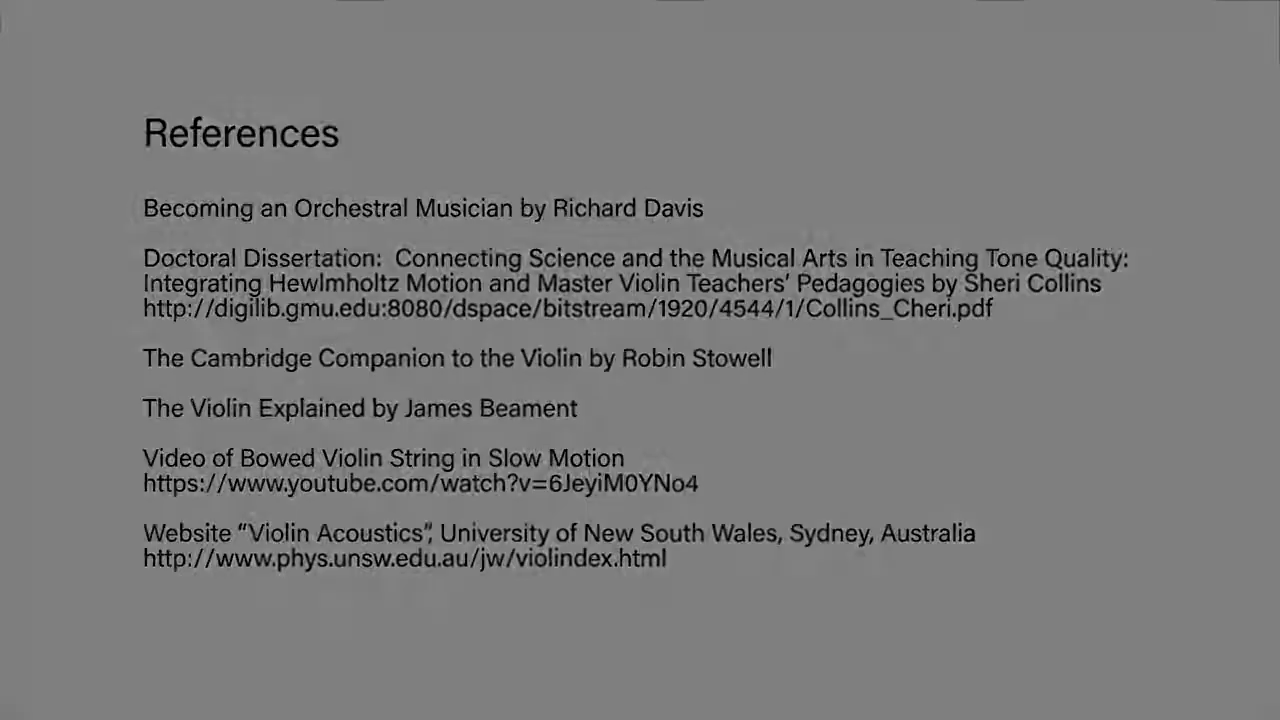 References
Becoming an Orchestral Musician by Richard Davis
Doctoral Dissertation:  Connecting Science and the Musical Arts in Teaching Tone Quality:
Integrating Hewlmholtz Motion and Master Violin Teachers’ Pedagogies by Sheri Collins
http://digilib.gmu.edu:8080/dspace/bitstream/1920/4544/1/Collins_Cheri.pdf
The Cambridge Companion to the Violin by Robin Stowell
The Violin Explained by James Beament
Video of Bowed Violin String in Slow Motion
https://www.youtube.com/watch?v=6JeyiM0YNo4
Website “Violin Acoustics”, University of New South Wales, Sydney, Australia
http://www.phys.unsw.edu.au/jw/violindex.html